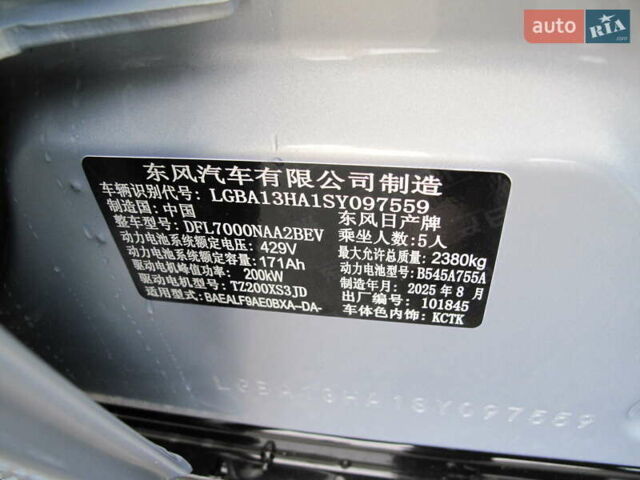 auto RIA.com
东风汽车有限公司制造
车辆识别代号: LGBA13HA1SY097559
制造国: 中国 东风日产牌
整车型号: DFL7000NAA2BEV 乘坐人数: 5人
动力电池系统额定电压: 429V 最大允许总质量: 2380kg
动力电池系统额定容量: 171Ah 动力电池型号: B545A755A
驱动电机峰值功率: 200kW 制造年月: 2025年8月
驱动电机型号: TZ200XS3JD 出厂编号: 101845
适用型式: BAEALF9AE0BXA-DA- 车体色内饰: KCTK
LGBA13HA1SY097559